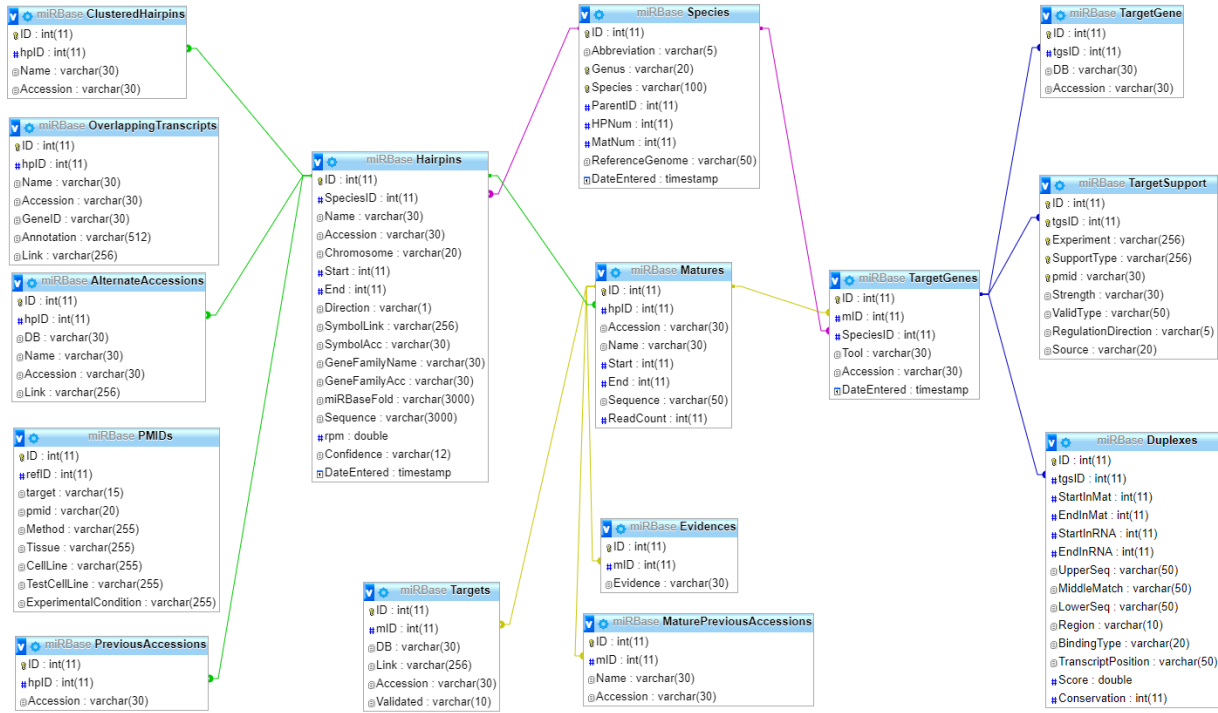 miRBase ClusteredHairpins
ID : int(11)
hpID : int(11)
Name : varchar(30)
Accession : varchar(30)
miRBase OverlappingTranscripts
ID : int(11)
hpID : int(11)
Name : varchar(30)
Accession : varchar(30)
GeneID : varchar(30)
Annotation : varchar(512)
Link : varchar(256)
miRBase AlternateAccessions
ID : int(11)
hpID : int(11)
DB : varchar(30)
Name : varchar(30)
Accession : varchar(30)
Link : varchar(256)
miRBase PMIDs
ID : int(11)
refID : int(11)
target : varchar(15)
pmid : varchar(20)
Method : varchar(255)
Tissue : varchar(255)
CellLine : varchar(255)
TestCellLine : varchar(255)
ExperimentalCondition : varchar(255)
miRBase PreviousAccessions
ID : int(11)
hpID : int(11)
Accession : varchar(30)
miRBase Hairpins
ID : int(11)
SpeciesID : int(11)
Name : varchar(30)
Accession : varchar(30)
Chromosome : varchar(20)
Start : int(11)
End : int(11)
Direction : varchar(1)
SymbolLink : varchar(256)
SymbolAcc : varchar(30)
GeneFamilyName : varchar(30)
GeneFamilyAcc : varchar(30)
miRBaseFold : varchar(3000)
Sequence : varchar(3000)
rpm : double
Confidence : varchar(12)
DateEntered : timestamp
miRBase Targets
ID : int(11)
mID : int(11)
DB : varchar(30)
Link : varchar(256)
Accession : varchar(30)
Validated : varchar(10)
miRBase Species
ID : int(11)
Abbreviation : varchar(5)
Genus : varchar(20)
Species : varchar(100)
ParentID : int(11)
HPNum : int(11)
MatNum : int(11)
ReferenceGenome : varchar(50)
DateEntered : timestamp
miRBase Matures
ID : int(11)
hpID : int(11)
Accession : varchar(30)
Name : varchar(30)
Start : int(11)
End : int(11)
Sequence : varchar(50)
ReadCount : int(11)
miRBase Evidences
ID : int(11)
mID : int(11)
Evidence : varchar(30)
miRBase MaturePreviousAccessions
ID : int(11)
mID : int(11)
Name : varchar(30)
Accession : varchar(30)
miRBase TargetGenes
ID : int(11)
mID : int(11)
SpeciesID : int(11)
Tool : varchar(30)
Accession : varchar(30)
DateEntered : timestamp
miRBase TargetGene
ID : int(11)
tgsID : int(11)
DB : varchar(30)
Accession : varchar(30)
miRBase TargetSupport
ID : int(11)
tgsID : int(11)
Experiment : varchar(256)
SupportType : varchar(256)
pmid : varchar(30)
Strength : varchar(30)
ValidType : varchar(50)
RegulationDirection : varchar(5)
Source : varchar(20)
miRBase Duplexes
ID : int(11)
tgsID : int(11)
StartInMat : int(11)
EndInMat : int(11)
StartInRNA : int(11)
EndInRNA : int(11)
UpperSeq : varchar(50)
MiddleMatch : varchar(50)
LowerSeq : varchar(50)
Region : varchar(10)
BindingType : varchar(20)
TranscriptPosition : varchar(50)
Score : double
Conservation : int(11)